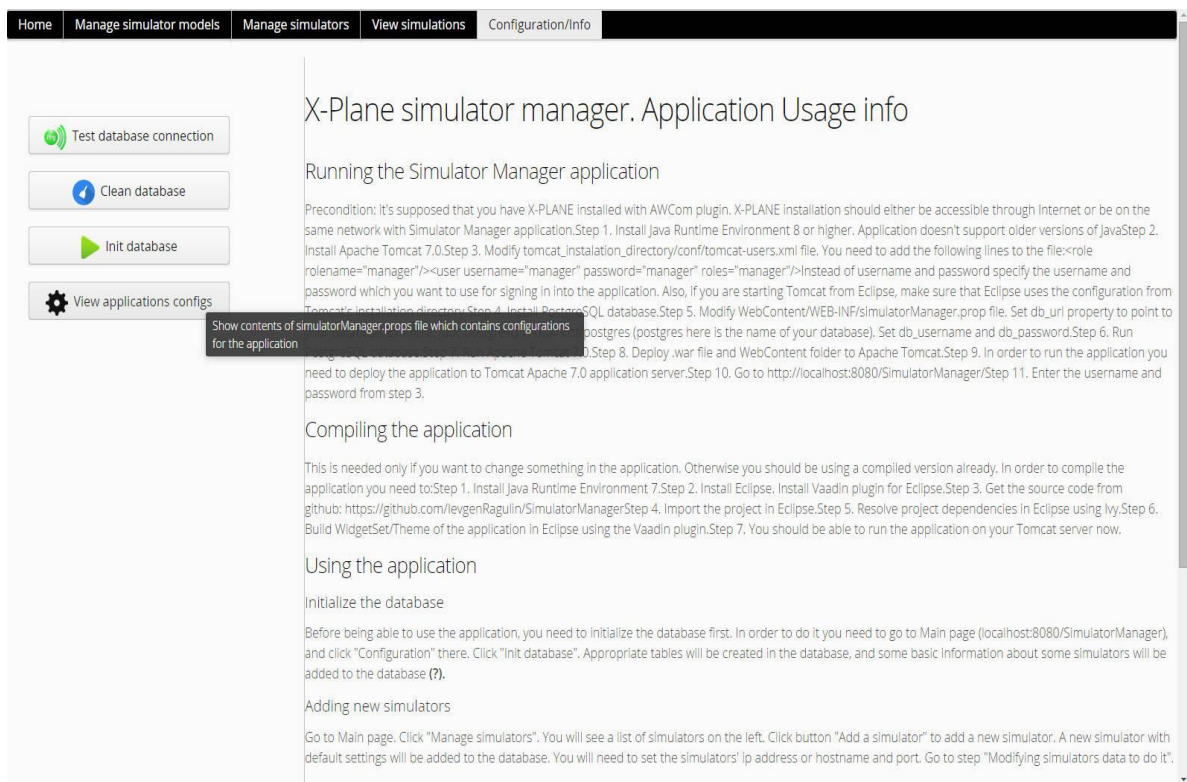 Home Manage simulator models Manage simulators View simulations Configuration/Info
Test database connection
Clean database
Init database
View applications configs
Show contents of simulatorManager.props file which contains configurations
for the application
X-Plane simulator manager. Application Usage info
Running the Simulator Manager application
Precondition: it's supposed that you have X-PLANE installed with AWCom plugin. X-PLANE installation should either be accessible through Internet or be on the
same network with Simulator Manager application.Step 1. Install Java Runtime Environment 8 or higher. Application doesn't support older versions of JavaStep 2.
Install Apache Tomcat 7.0.Step 3. Modify tomcat_instalation_directory/conf/tomcat-users.xml file. You need to add the following lines to the file:<role
rolename="manager"/><user username="manager" password="manager" roles="manager"/>Instead of username and password specify the username and
password which you want to use for signing in into the application. Also, if you are starting Tomcat from Eclipse, make sure that Eclipse uses the configuration from
Tomcat's installation directory.Step 4. Install PostgreSQL database.Step 5. Modify WebContent/WEB-INF/simulatorManager.prop file. Set db_url property to point to
postgres (postgres here is the name of your database). Set db_username and db_password.Step 6. Run
PostgreSQL database.Step 7. Run Apache Tomcat 7.0.Step 8. Deploy .war file and WebContent folder to Apache Tomcat.Step 9. In order to run the application you
need to deploy the application to Tomcat Apache 7.0 application server.Step 10. Go to http://localhost:8080/SimulatorManager/Step 11. Enter the username and
password from step 3.
Compiling the application
This is needed only if you want to change something in the application. Otherwise you should be using a compiled version already. In order to compile the
application you need to:Step 1. Install Java Runtime Environment 7.Step 2. Install Eclipse. Install Vaadin plugin for Eclipse.Step 3. Get the source code from
github: https://github.com/IevgenRagulin/SimulatorManagerStep 4. Import the project in Eclipse.Step 5. Resolve project dependencies in Eclipse using Ivy.Step 6.
Build WidgetSet/Theme of the application in Eclipse using the Vaadin plugin.Step 7. You should be able to run the application on your Tomcat server now.
Using the application
Initialize the database
Before being able to use the application, you need to initialize the database first. In order to do it you need to go to Main page (localhost:8080/SimulatorManager),
and click "Configuration" there. Click "Init database". Appropriate tables will be created in the database, and some basic information about some simulators will be
added to the database (?).
Adding new simulators
Go to Main page. Click "Manage simulators". You will see a list of simulators on the left. Click button "Add a simulator" to add a new simulator. A new simulator with
default settings will be added to the database. You will need to set the simulators' ip address or hostname and port. Go to step "Modifying simulators data to do it".